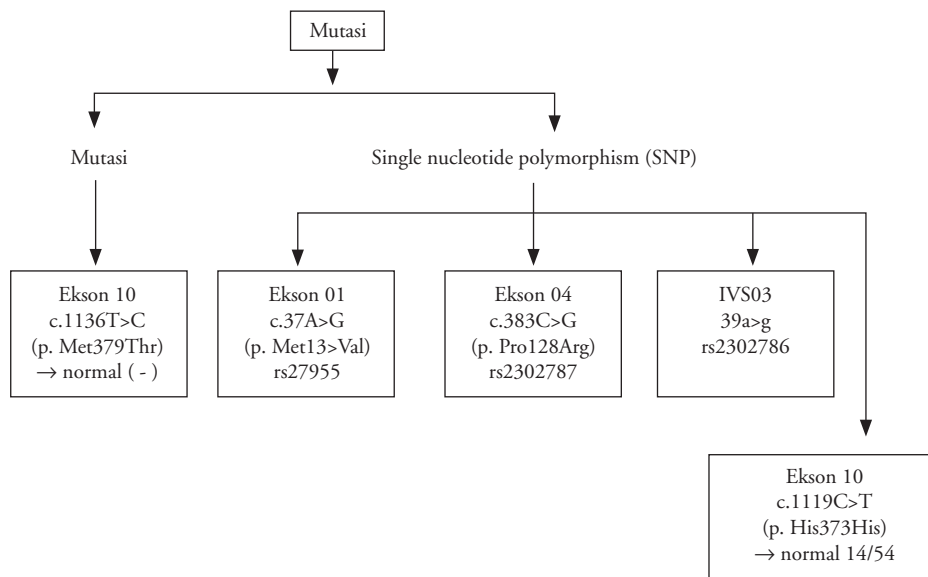 Mutasi
Mutasi
Single nucleotide polymorphism (SNP)
Ekson 10
c.1136T>C
(p. Met379Thr)
→ normal ( - )
Ekson 01
c.37A>G
(p. Met13>Val)
rs27955
Ekson 04
c.383C>G
(p. Pro128Arg)
rs2302787
IVS03
39a>g
rs2302786
Ekson 10
c.1119C>T
(p. His373His)
→ normal 14/54